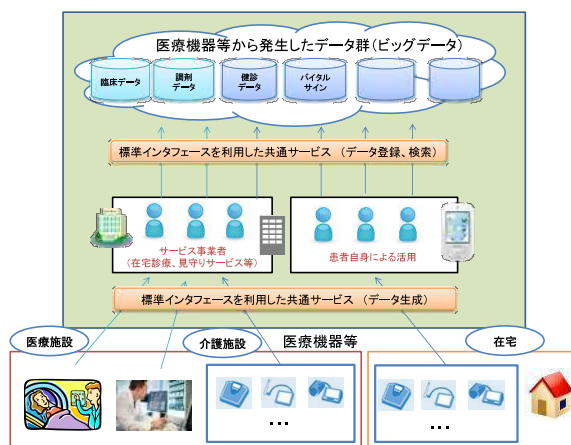 医療機器等から発生したデータ群(ビッグデータ)
臨床データ
調剤
データ
健診
データ
バイタル
サイン
標準インタフェースを利用した共通サービス (データ登録、検索)
サービス事業者
(在宅診療、見守りサービス等)
患者自身による活用
標準インタフェースを利用した共通サービス (データ生成)
医療施設
介護施設
医療機器等
在宅
...
...